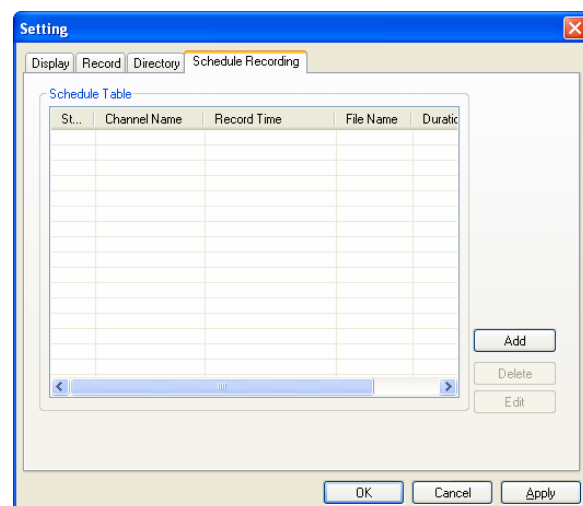 Setting
Display Record Directory Schedule Recording
Schedule Table
St... Channel Name Record Time File Name Duratic
Add
Delete
Edit
OK Cancel Apply